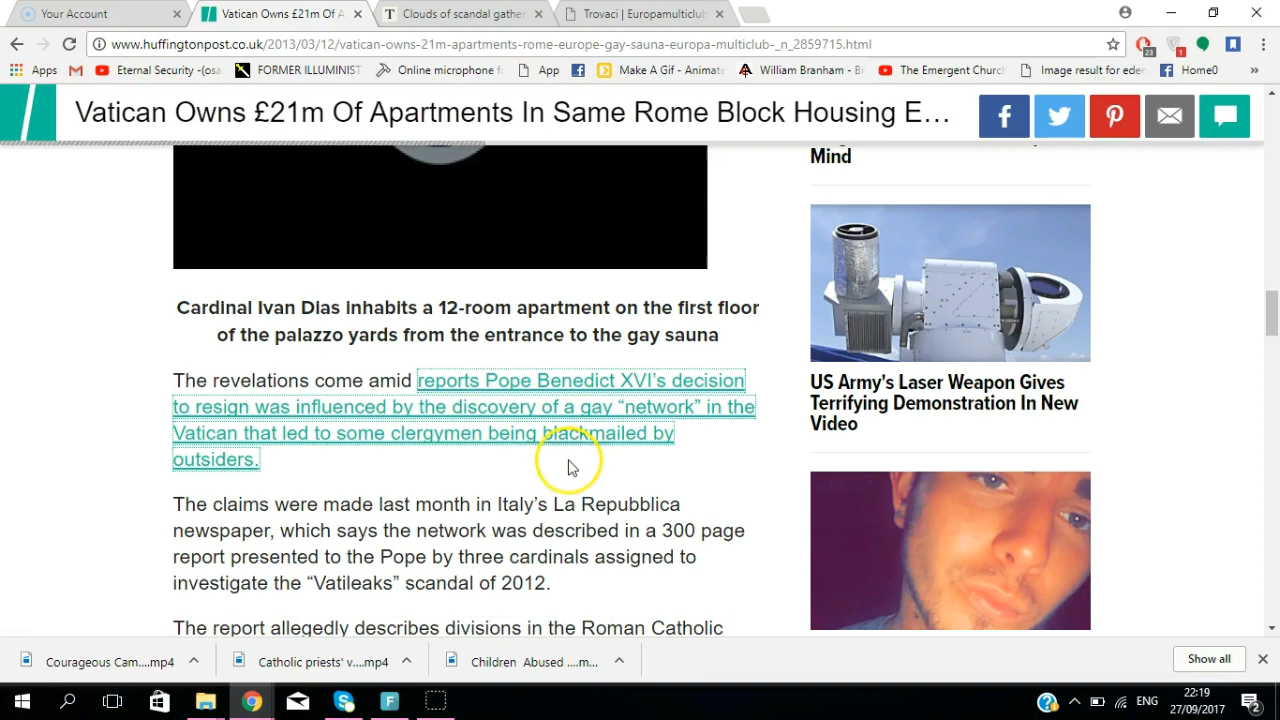 Your Account
Vatican Owns £21m Of A
Clouds of scandal gather
Trovaci | Europamulticlub
www.huffingtonpost.co.uk/2013/03/12/vatican-owns-21m-apartments-rome-europe-gay-sauna-europa-multiclub-_n_2859715.html
23
1
Apps
Eternal Security -(osa
FORMER ILLUMINIST
Online microphone f
App
Make A Gif - Animate
William Branham - B
The Emergent Churc
Image result for eden
Home0
»
Vatican Owns £21m Of Apartments In Same Rome Block Housing E…
Mind
Cardinal Ivan Dias inhabits a 12-room apartment on the first floor
of the palazzo yards from the entrance to the gay sauna
The revelations come amid reports Pope Benedict XVI’s decision
to resign was influenced by the discovery of a gay “network” in the
Vatican that led to some clergymen being blackmailed by
outsiders.
The claims were made last month in Italy’s La Repubblica
newspaper, which says the network was described in a 300 page
report presented to the Pope by three cardinals assigned to
investigate the “Vatileaks” scandal of 2012.
The report allegedly describes divisions in the Roman Catholic
US Army's Laser Weapon Gives
Terrifying Demonstration In New
Video
Courageous Cam....mp4
Catholic priests' v....mp4
Children Abused ....m...
Show all
ENG
22:19
27/09/2017
2